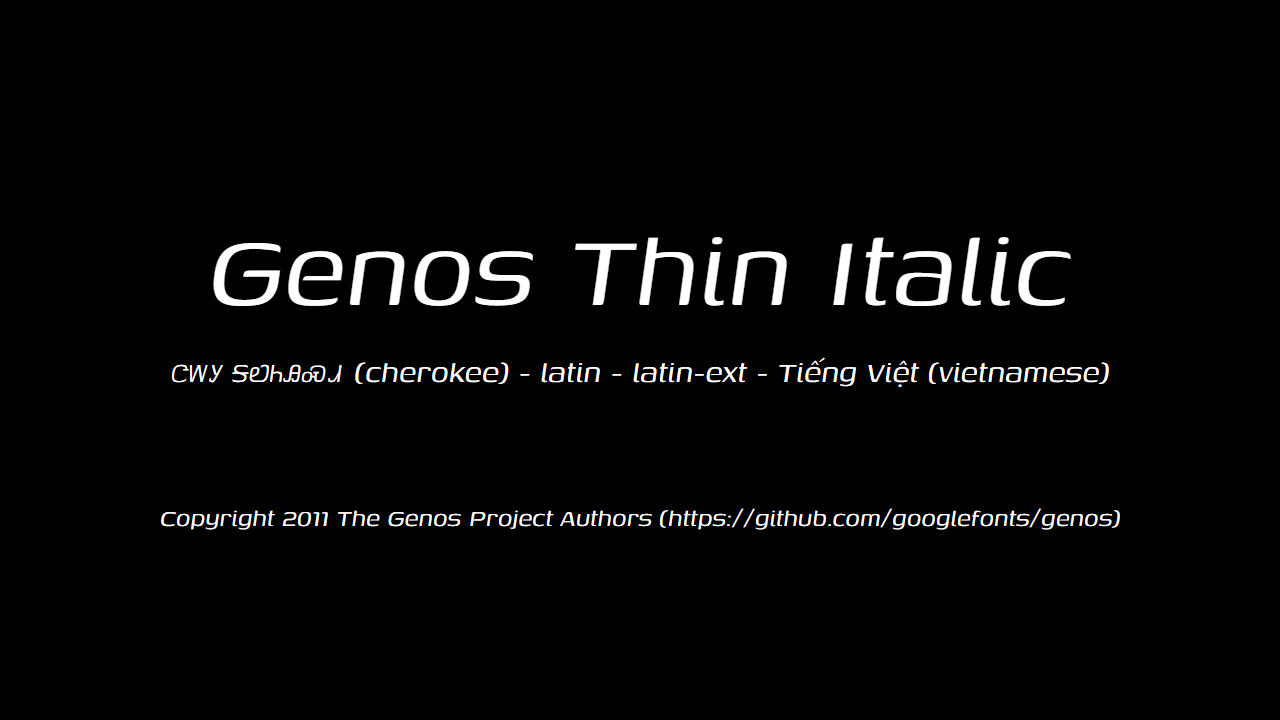 Genos Thin Italic
ᏣᎳᎩ ᎦᏬᏂᎯᏍᏗ (cherokee) - latin - latin-ext - Tiếng Việt (vietnamese)
Copyright 2011 The Genos Project Authors (https://github.com/googlefonts/genos)